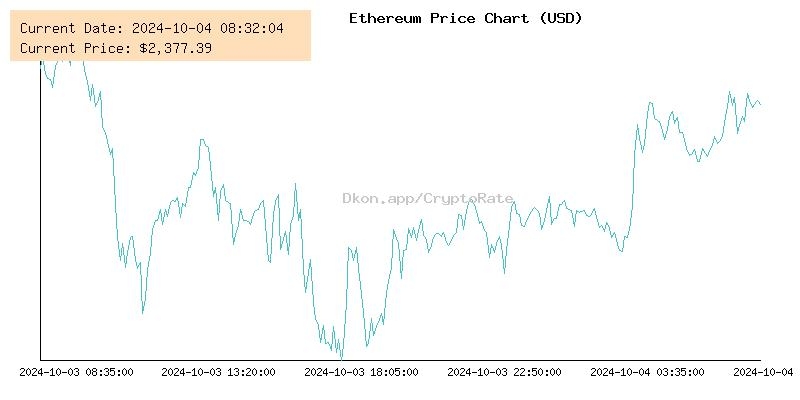 Ethereum Price Chart (USD)
Current Date: 2024-10-04 08:32:04
Current Price: $2,377.39
Dkon.app/CryptoRate
2024-10-03 08:35:00 2024-10-03 13:20:00 2024-10-03 18:05:00 2024-10-03 22:50:00 2024-10-04 03:35:00 2024-10-04